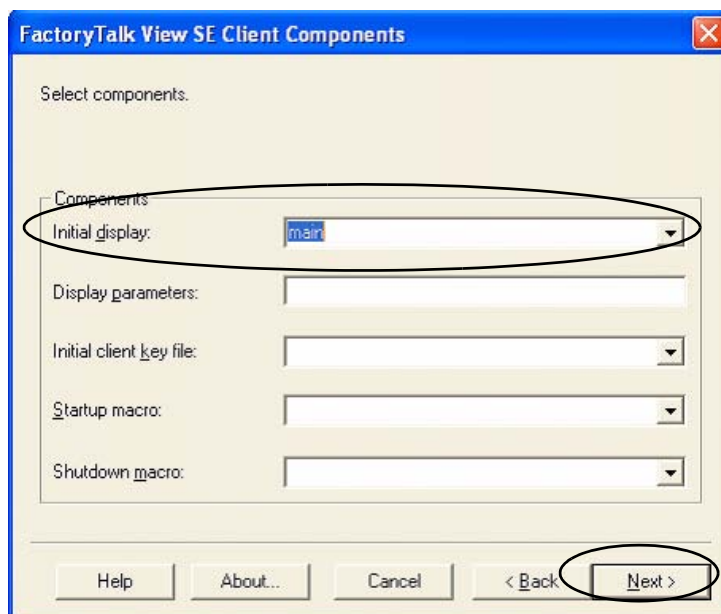 FactoryTalk View SE Client Components
Select components.
Components
Initial display: main
Display parameters:
Initial client key file:
Startup macro:
Shutdown macro:
Help About... Cancel < Back Next >